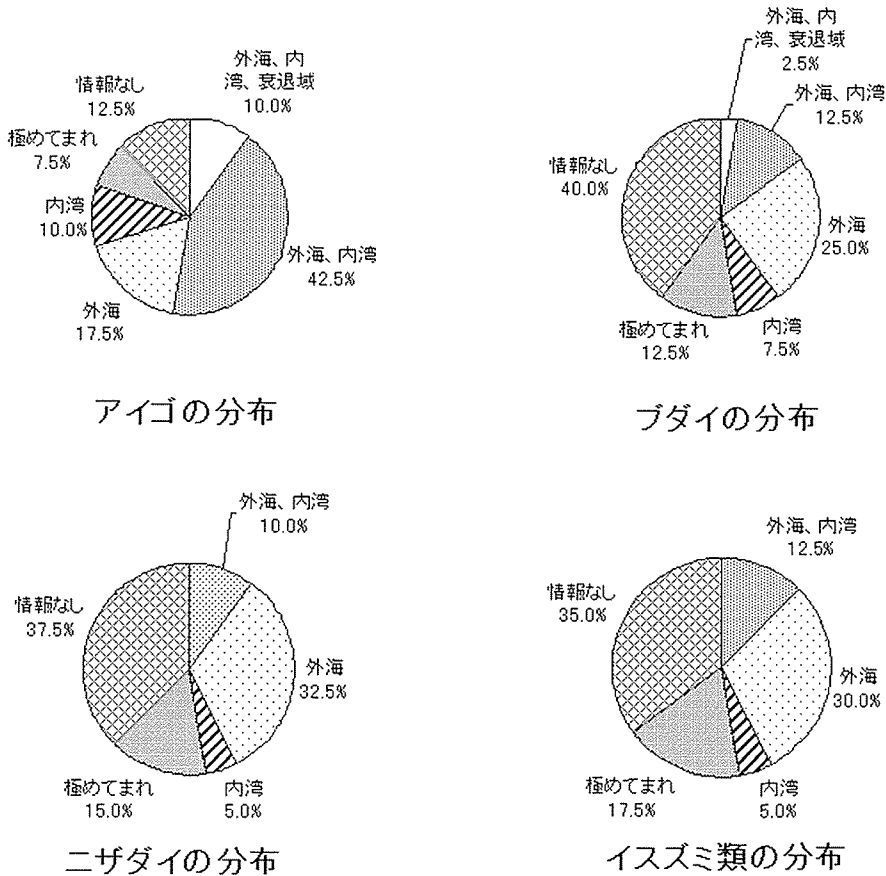 外海、内
湾、衰退域
10.0%
情報なし
12.5%
極めてまれ
7.5%
内湾
10.0%
外海、内湾
42.5%
外海
17.5%
アイゴの分布
外海、内
湾、衰退域
2.5%
外海、内湾
12.5%
情報なし
40.0%
外海
25.0%
極めてまれ
12.5%
内湾
7.5%
ブダイの分布
外海、内湾
10.0%
情報なし
37.5%
外海
32.5%
極めてまれ
15.0%
内湾
5.0%
ニザダイの分布
外海、内湾
12.5%
情報なし
35.0%
外海
30.0%
極めてまれ
17.5%
内湾
5.0%
イスズミ類の分布